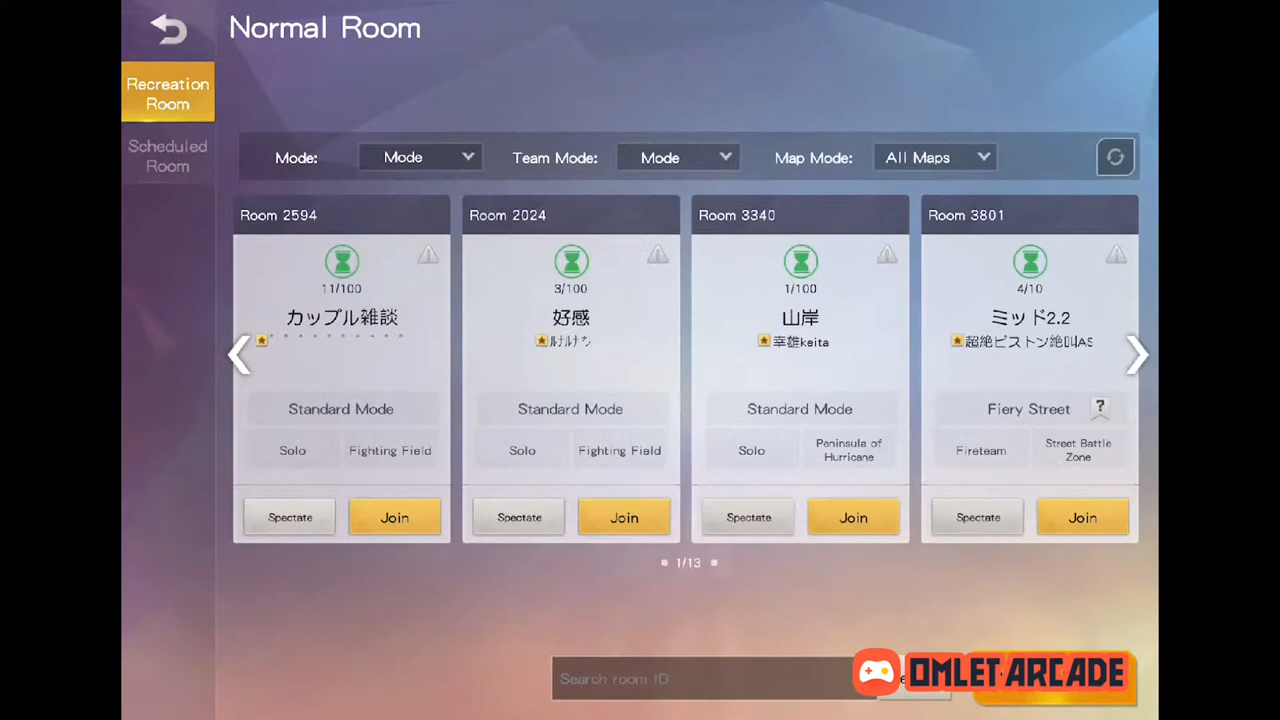 Normal Room
Recreation
Room
Scheduled
Room
Mode:
Mode
Team Mode:
Mode
Map Mode:
All Maps
Room 2594
11/100
カップル雑談
Standard Mode
Solo
Fighting Field
Spectate
Join
Room 2024
3/100
好感
Standard Mode
Solo
Fighting Field
Spectate
Join
Room 3340
1/100
山岸
幸雄keita
Standard Mode
Solo
Peninsula of
Hurricane
Spectate
Join
Room 3801
4/10
ミッド2.2
超絶ピストン絶叫AS
Fiery Street
?
Fireteam
Street Battle
Zone
Spectate
Join
1/13
Search room ID
OMLET ARCADE